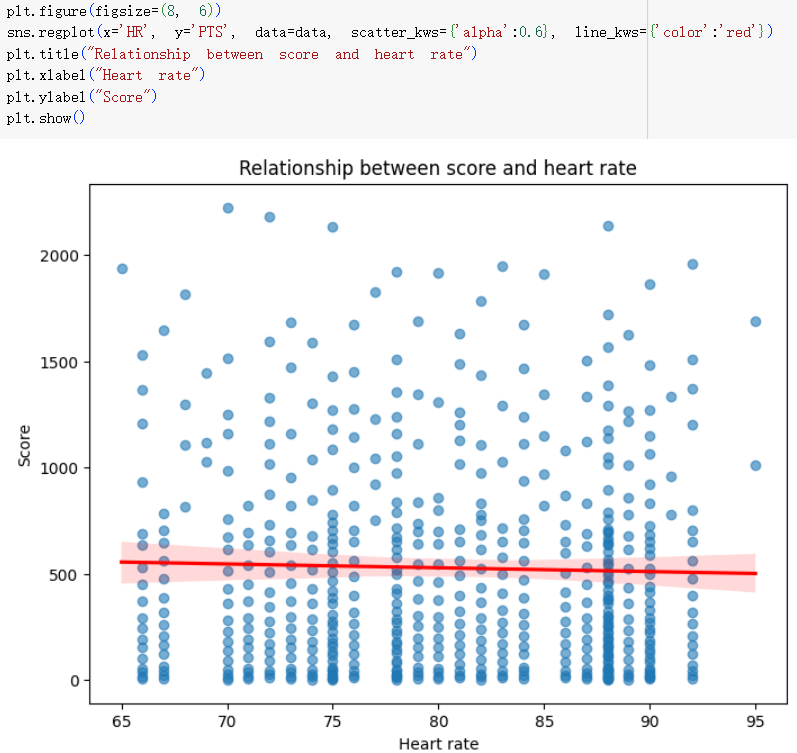 plt.figure(figsize=(8, 6))
sns.regplot(x='HR', y='PTS', data=data, scatter_kws={'alpha':0.6}, line_kws={'color':'red'})
plt.title("Relationship between score and heart rate")
plt.xlabel("Heart rate")
plt.ylabel("Score")
plt.show()
Relationship between score and heart rate
2000
1500
1000
500
0
Score
65 70 75 80 85 90 95
Heart rate